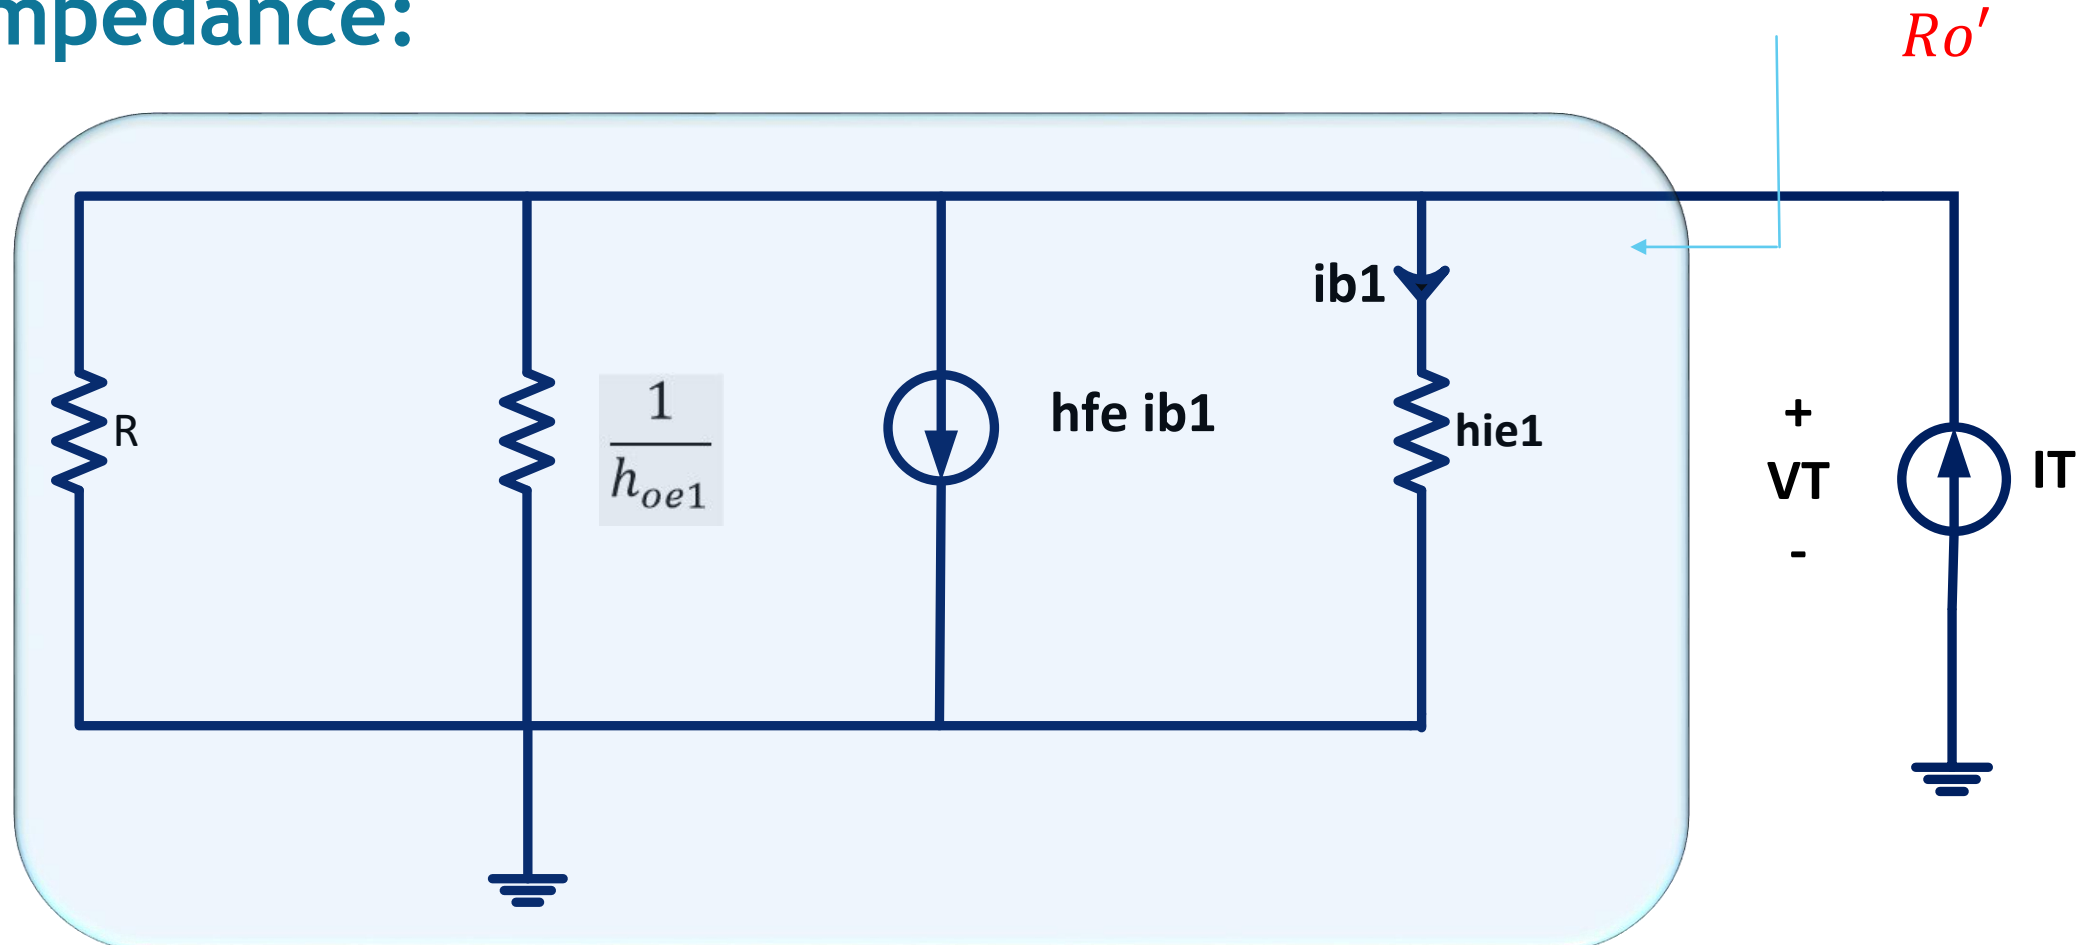 mpedance:
Ro′
ib1
R
1
hoe1
hfe ib1
hie1
+
VT
-
IT